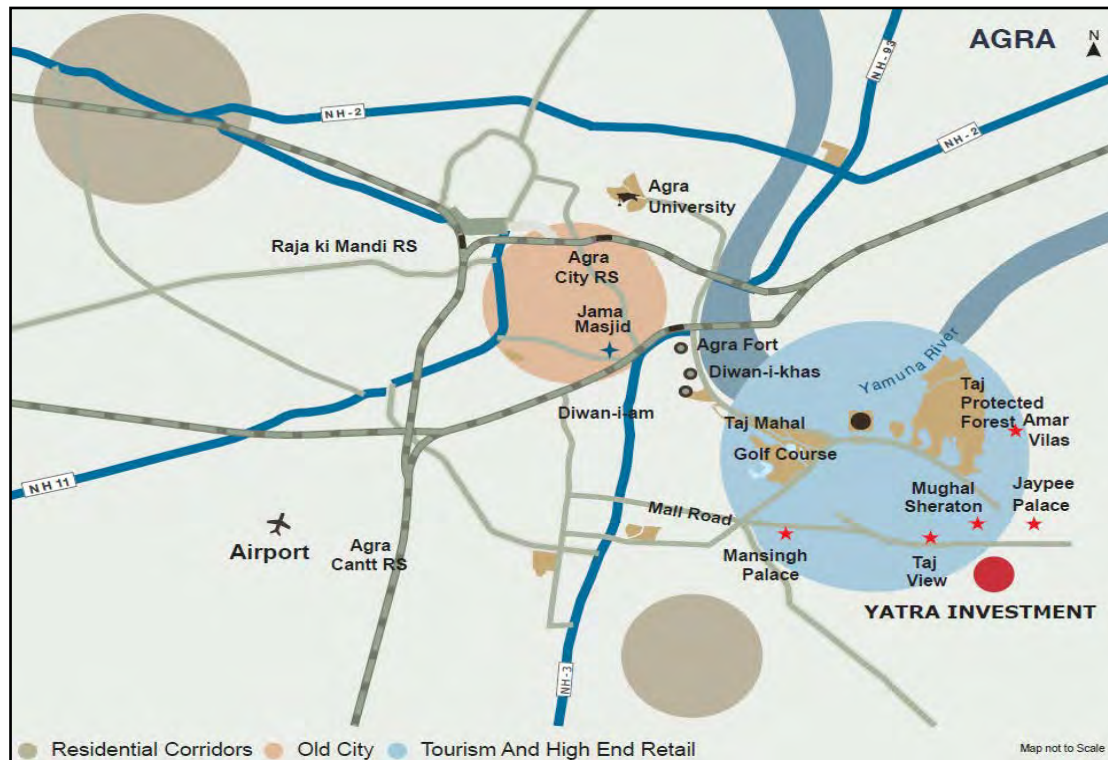 AGRA
N
NH-93
NH-2
NH-2
Agra
University
Raja ki Mandi RS
Agra
City RS
Jama
Masjid
Agra Fort
Diwan-i-khas
Diwan-i-am
Yamuna River
Taj
Protected
Forest
Amar
Vilas
Taj Mahal
Golf Course
NH 11
Mughal
Sheraton
Jaypee
Palace
Mall Road
Airport
Agra
Cantt RS
Mansingh
Palace
Taj
View
YATRA INVESTMENT
NH-3
Residential Corridors
Old City
Tourism And High End Retail
Map not to Scale